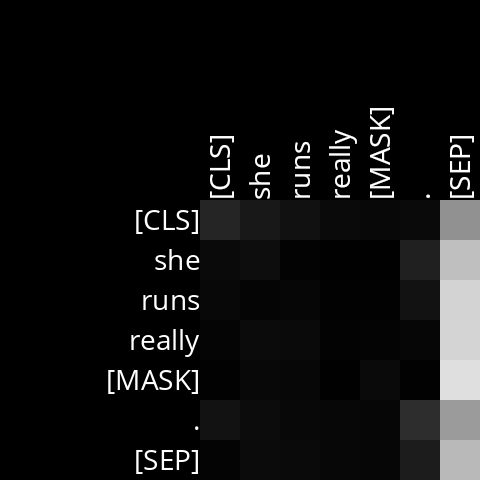 [CLS] she runs really [MASK] . [SEP]
[CLS]
she
runs
really
[MASK]
.
[SEP]